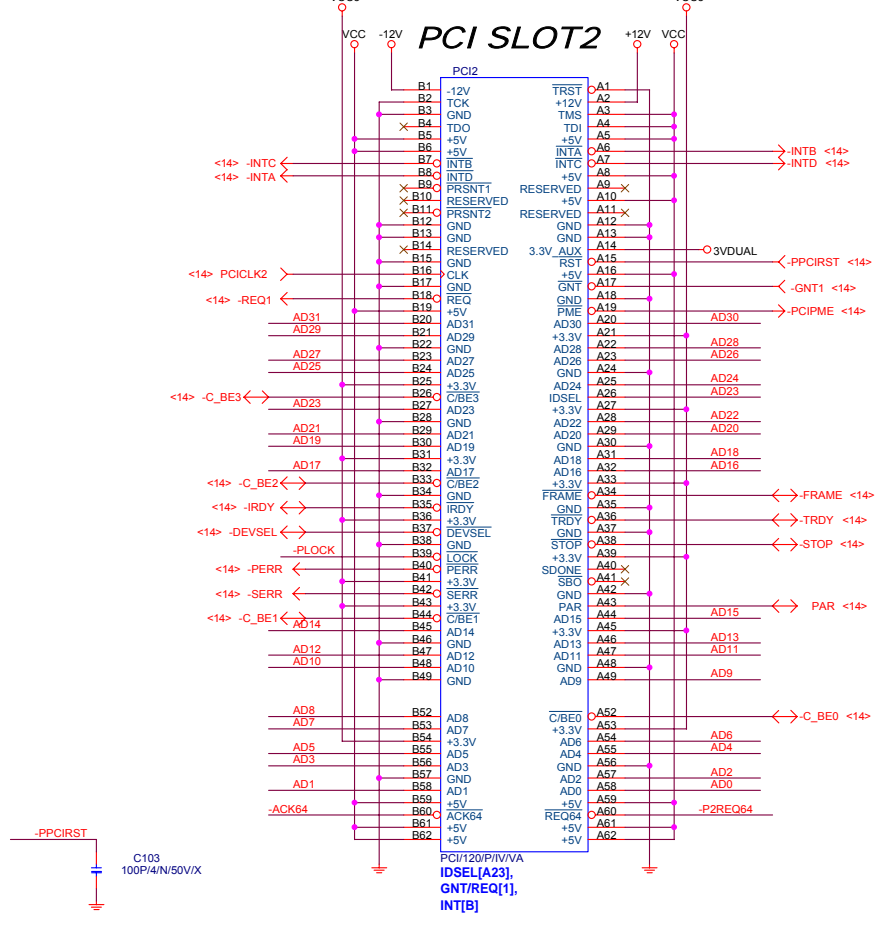 PCI SLOT2
VCC -12V +12V VCC
PCI2
B1 -12V TRST A1
B2 TCK +12V A2
B3 GND TMS A3
B4 TDO TDI A4
B5 +5V +5V A5
B6 +5V INTA A6 -INTB <14>
<14> -INTC B7 INTB INTC A7 -INTD <14>
<14> -INTA B8 INTD +5V A8
B9 PRSNT1 RESERVED A9
B10 RESERVED +5V A10
B11 PRSNT2 RESERVED A11
B12 GND GND A12
B13 GND GND A13
B14 RESERVED 3.3V_AUX A14 3VDUAL
B15 GND RST A15 -PPCIRST <14>
<14> PCICLK2 B16 CLK +5V A16
B17 GND GNT A17 -GNT1 <14>
<14> -REQ1 B18 REQ GND A18
B19 +5V PME A19 -PCIPME <14>
AD31 B20 AD31 AD30 A20 AD30
AD29 B21 AD29 +3.3V A21
B22 GND AD28 A22 AD28
AD27 B23 AD27 AD26 A23 AD26
AD25 B24 AD25 GND A24
B25 +3.3V AD24 A25 AD24
<14> -C_BE3 B26 C/BE3 IDSEL A26 AD23
AD23 B27 AD23 +3.3V A27
B28 GND AD22 A28 AD22
AD21 B29 AD21 AD20 A29 AD20
AD19 B30 AD19 GND A30
B31 +3.3V AD18 A31 AD18
AD17 B32 AD17 AD16 A32 AD16
<14> -C_BE2 B33 C/BE2 +3.3V A33
B34 GND FRAME A34 -FRAME <14>
<14> -IRDY B35 IRDY GND A35
B36 +3.3V TRDY A36 -TRDY <14>
<14> -DEVSEL B37 DEVSEL GND A37
B38 GND STOP A38 -STOP <14>
-PLOCK B39 LOCK +3.3V A39
<14> -PERR B40 PERR SDONE A40
B41 +3.3V SBO A41
<14> -SERR B42 SERR GND A42
B43 +3.3V PAR A43 PAR <14>
<14> -C_BE1 B44 C/BE1 AD15 A44 AD15
AD14 B45 AD14 +3.3V A45
B46 GND AD13 A46 AD13
AD12 B47 AD12 AD11 A47 AD11
AD10 B48 AD10 GND A48
B49 GND AD9 A49 AD9
AD8 B52 AD8 C/BE0 A52 -C_BE0 <14>
AD7 B53 AD7 +3.3V A53
B54 +3.3V AD6 A54 AD6
AD5 B55 AD5 AD4 A55 AD4
AD3 B56 AD3 GND A56
B57 GND AD2 A57 AD2
AD1 B58 AD1 AD0 A58 AD0
B59 +5V +5V A59
-ACK64 B60 ACK64 REQ64 A60 -P2REQ64
B61 +5V +5V A61
B62 +5V +5V A62
-PPCIRST
C103
100P/4/N/50V/X
PCI/120/P/IV/VA
IDSEL[A23],
GNT/REQ[1],
INT[B]